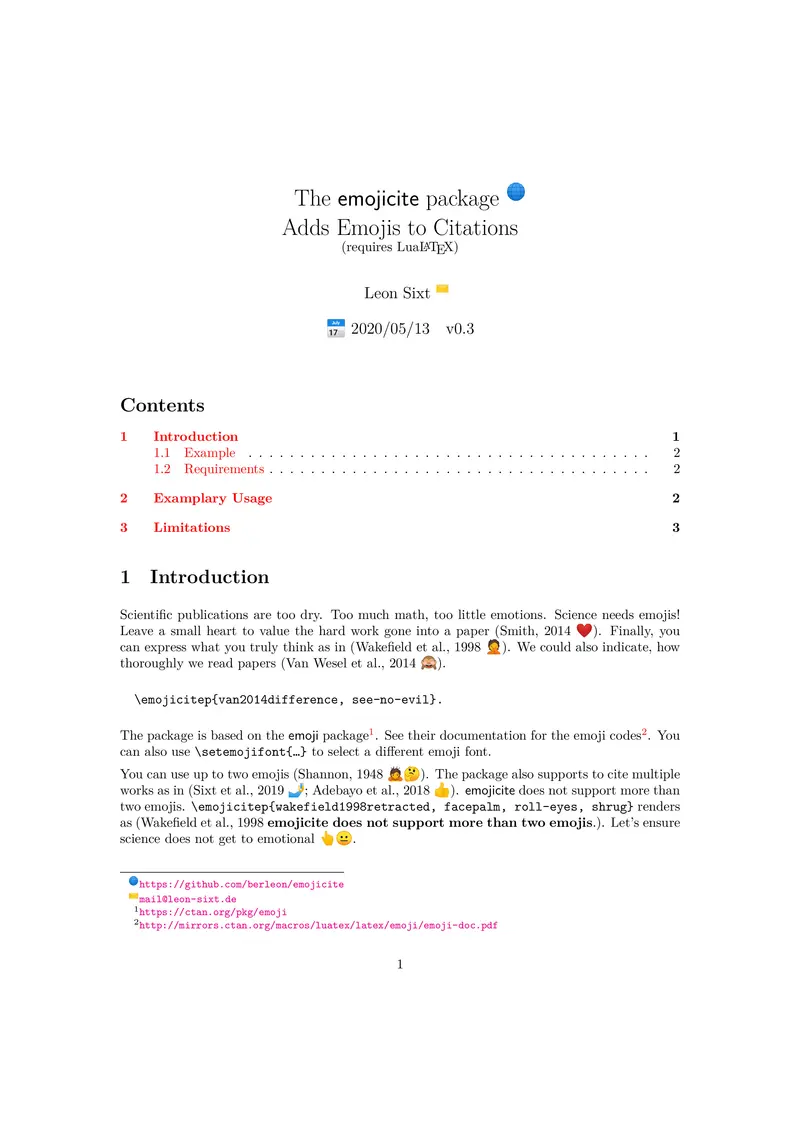 The emojicite package 🌐
Adds Emojis to Citations
(requires LuaLATEX)
Leon Sixt ✉️
📅 2020/05/13 v0.3
Contents
1 Introduction 1
1.1 Example . . . . . . . . . . . . . . . . . . . . . . . . . . . . . . . . . . . . . . . 2
1.2 Requirements . . . . . . . . . . . . . . . . . . . . . . . . . . . . . . . . . . . . . 2
2 Examplary Usage 2
3 Limitations 3
1 Introduction
Scientific publications are too dry. Too much math, too little emotions. Science needs emojis!
Leave a small heart to value the hard work gone into a paper (Smith, 2014 ❤️). Finally, you
can express what you truly think as in (Wakefield et al., 1998 🤦). We could also indicate, how
thoroughly we read papers (Van Wesel et al., 2014 🙈).
\emojicitep{van2014difference, see-no-evil}.
The package is based on the emoji package1. See their documentation for the emoji codes2. You
can also use \setemojifont{…} to select a different emoji font.
You can use up to two emojis (Shannon, 1948 🙇🤔). The package also supports to cite multiple
works as in (Sixt et al., 2019 🤳; Adebayo et al., 2018 👍). emojicite does not support more than
two emojis. \emojicitep{wakefield1998retracted, facepalm, roll-eyes, shrug} renders
as (Wakefield et al., 1998 emojicite does not support more than two emojis.). Let's ensure
science does not get to emotional 👆😐.
🌐https://github.com/berleon/emojicite
✉️mail@leon-sixt.de
1https://ctan.org/pkg/emoji
2http://mirrors.ctan.org/macros/luatex/latex/emoji/emoji-doc.pdf
1